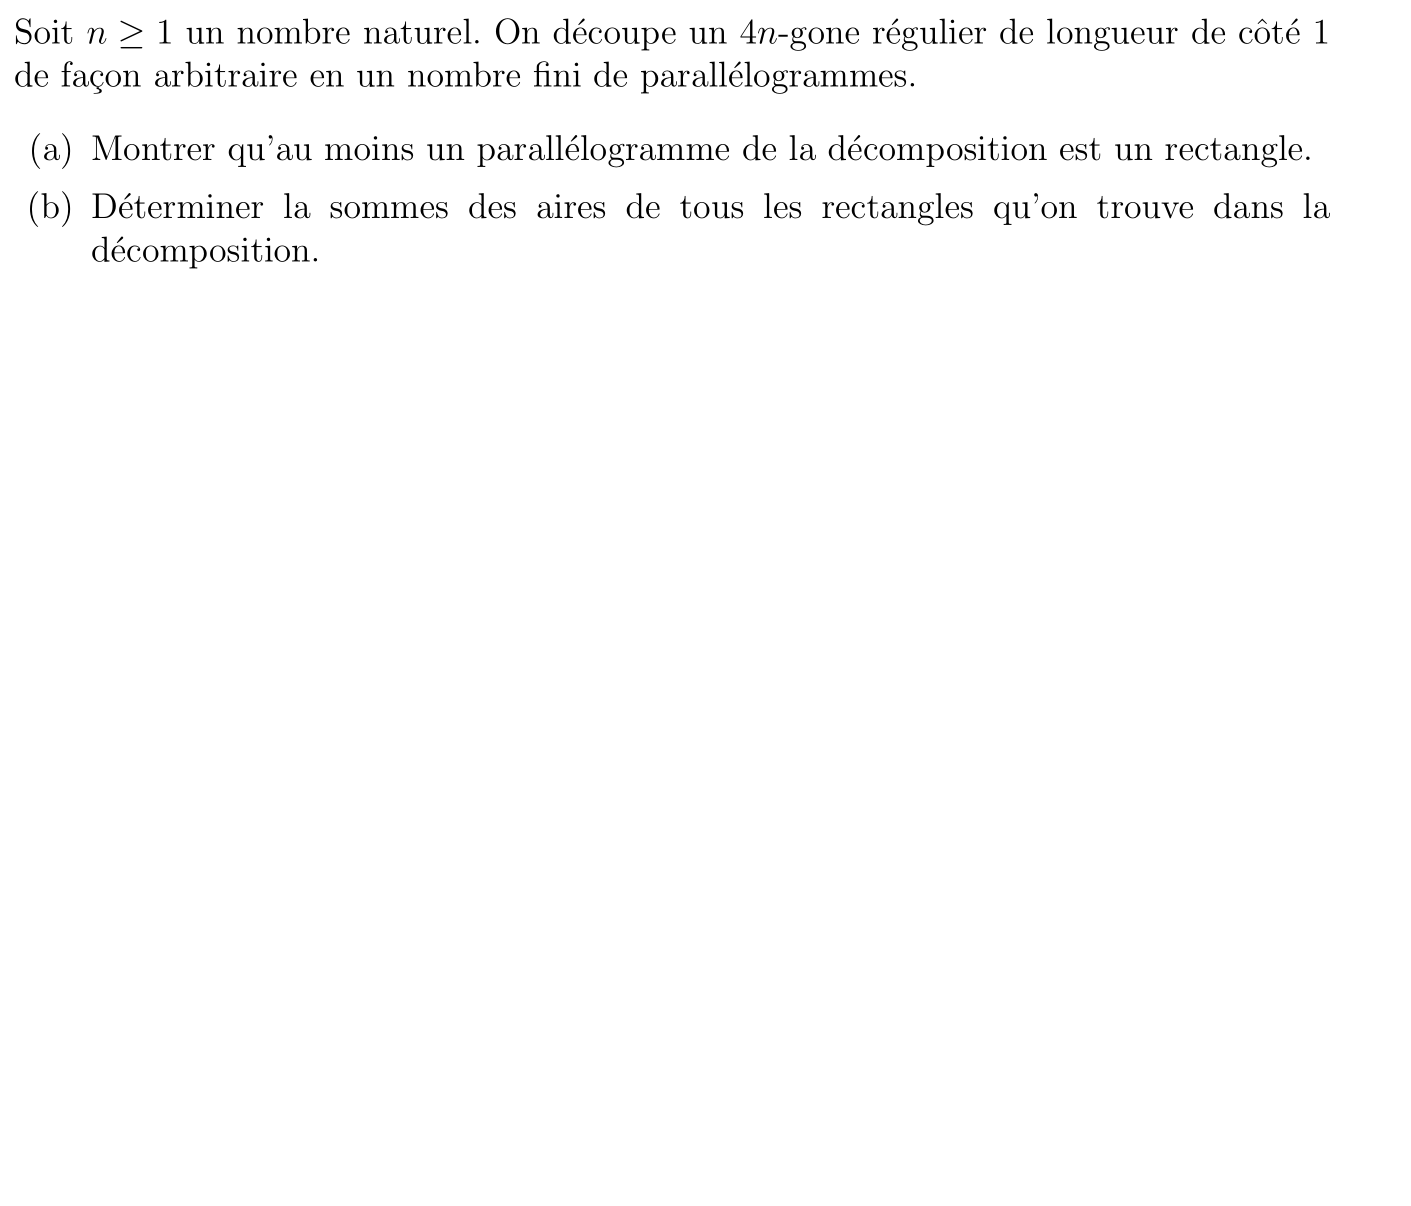 Soit n ≥ 1 un nombre naturel. On découpe un 4n-gone régulier de longueur de côté 1
de façon arbitraire en un nombre fini de parallélogrammes.
(a) Montrer qu'au moins un parallélogramme de la décomposition est un rectangle.
(b) Déterminer la sommes des aires de tous les rectangles qu'on trouve dans la
décomposition.